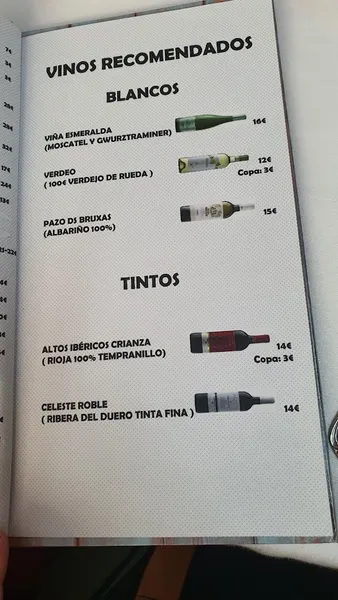 VINOS RECOMENDADOS
BLANCOS
VIÑA ESMERALDA 16€
(MOSCATEL Y GWURZTRAMINER)
VERDEO 12€
(100€ VERDEJO DE RUEDA ) Copa: 3€
PAZO DS BRUXAS 15€
(ALBARIÑO 100%)
TINTOS
ALTOS IBÉRICOS CRIANZA 14€
( RIOJA 100% TEMPRANILLO) Copa: 3€
CELESTE ROBLE 14€
( RIBERA DEL DUERO TINTA FINA )